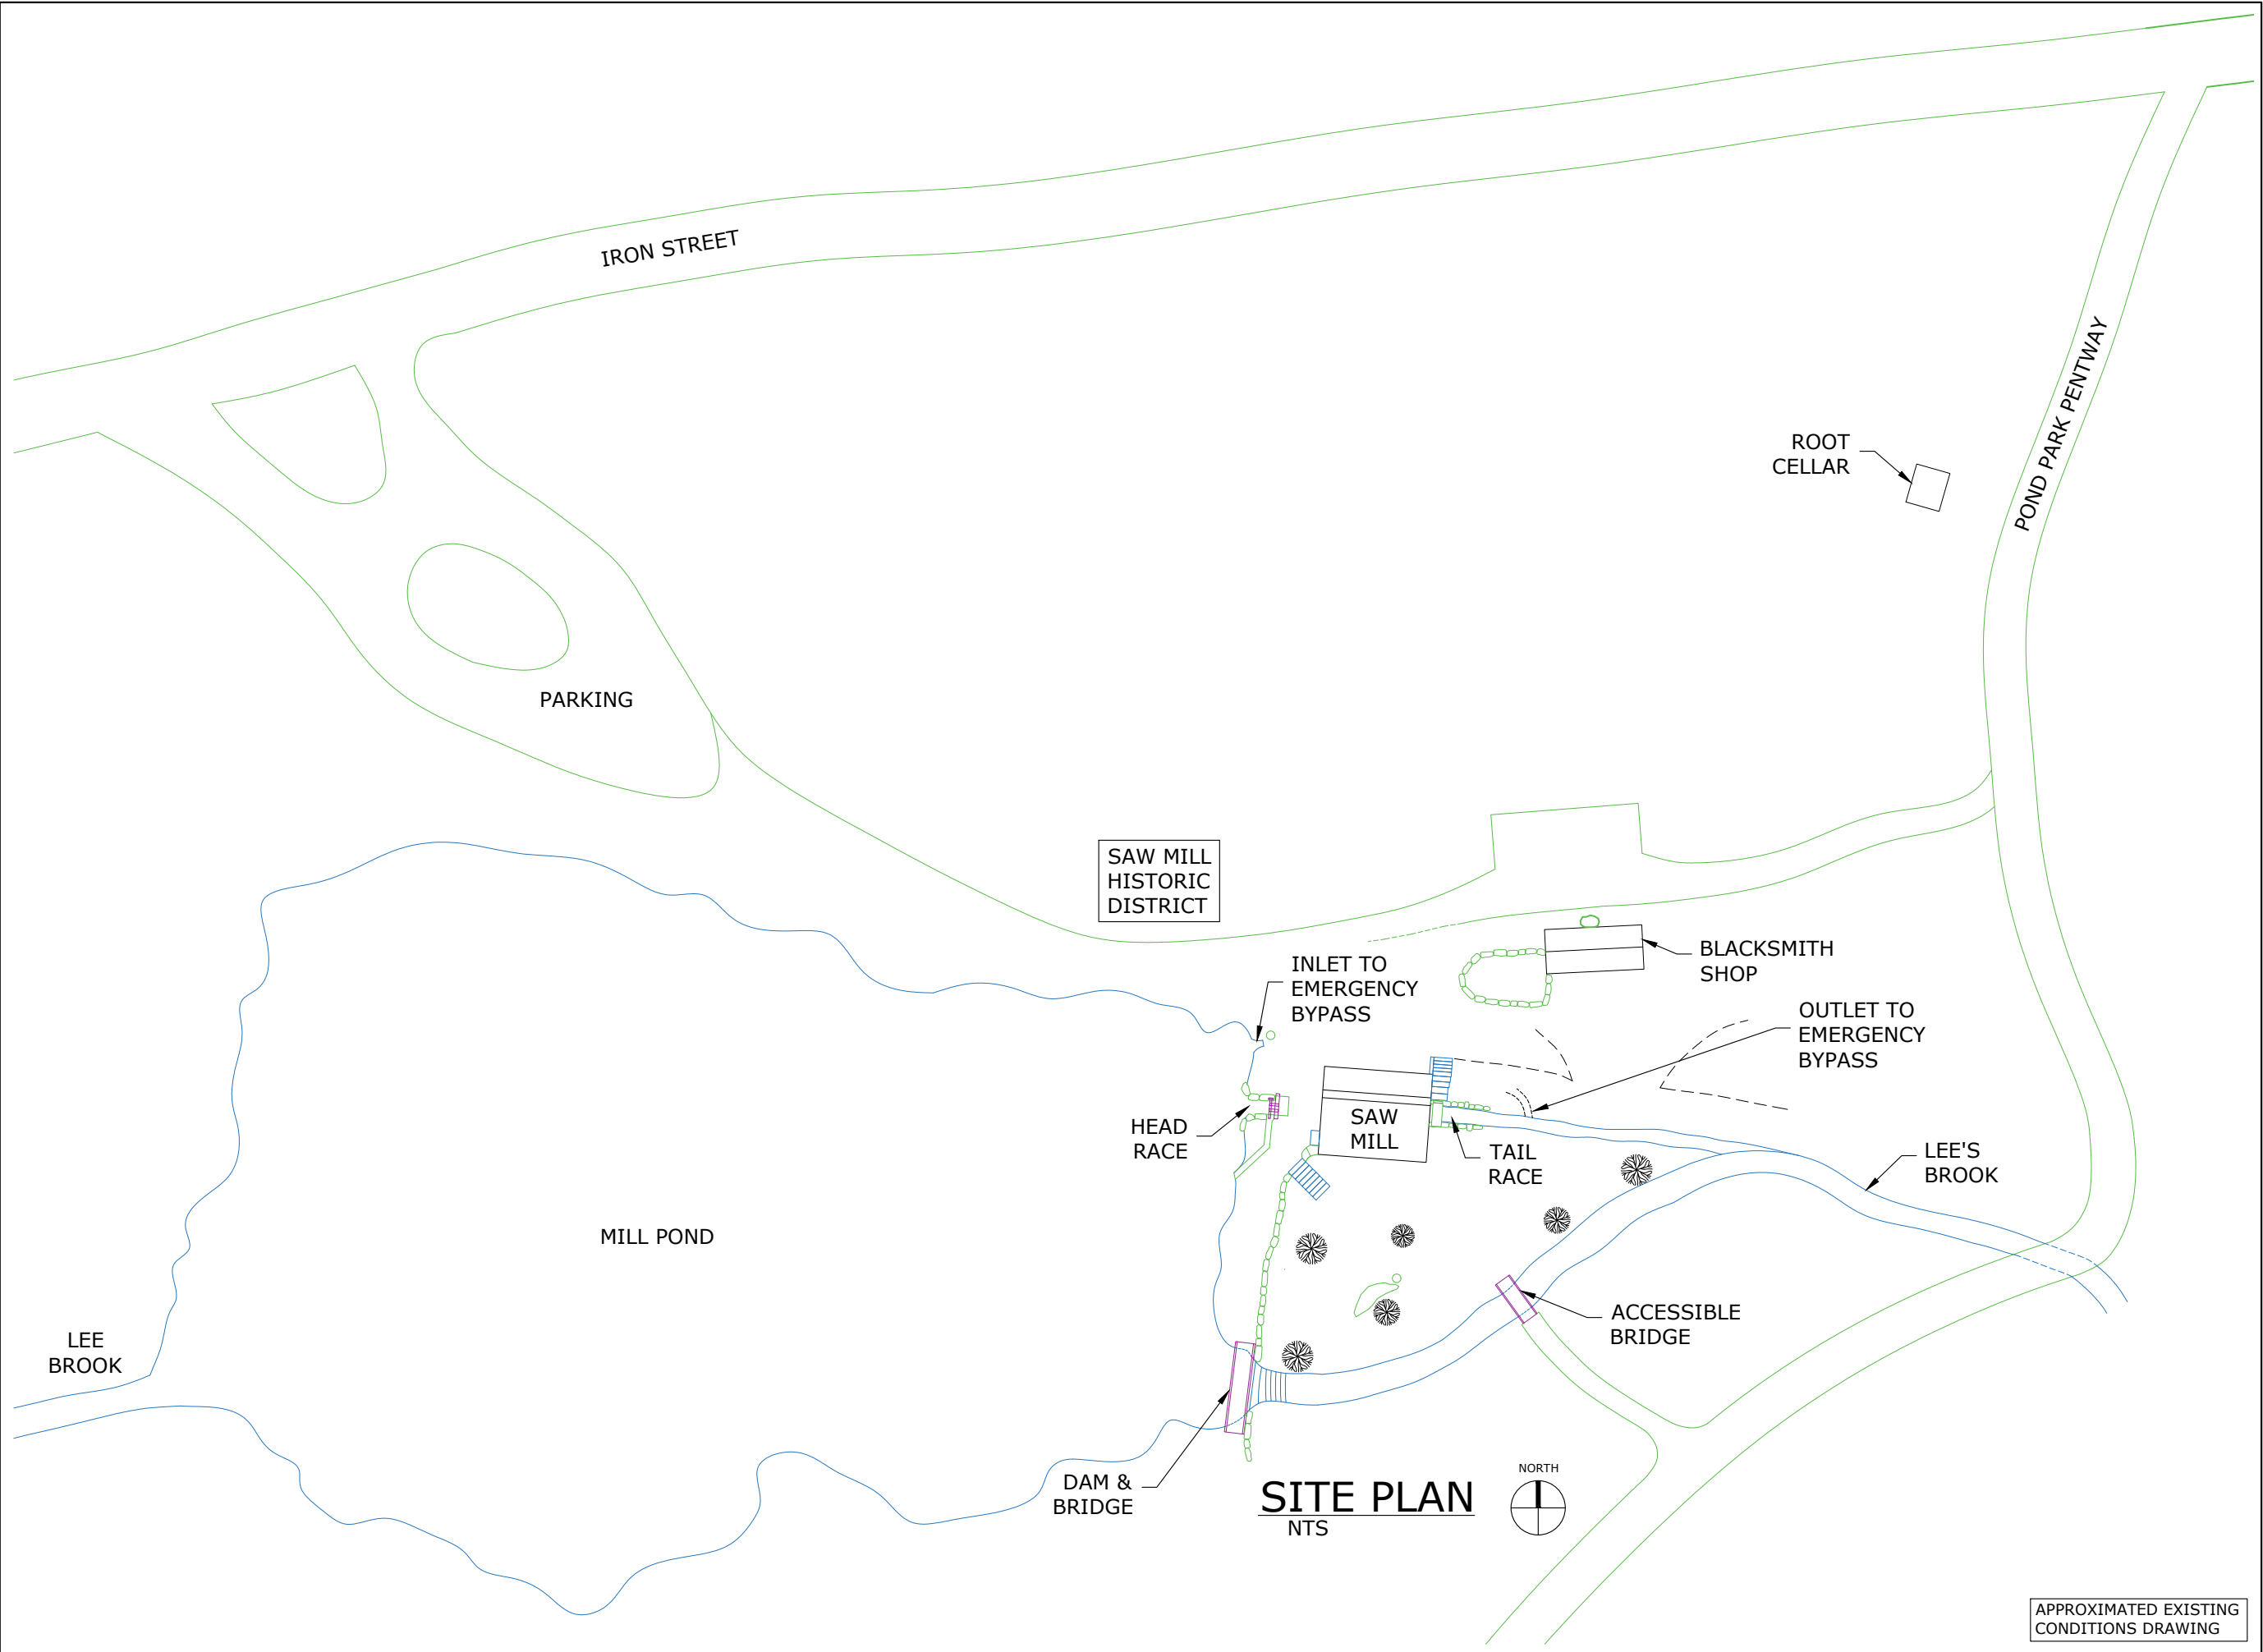 IRON STREET
POND PARK PENTWAY
ROOT
CELLAR
PARKING
SAW MILL
HISTORIC
DISTRICT
INLET TO
EMERGENCY
BYPASS
BLACKSMITH
SHOP
OUTLET TO
EMERGENCY
BYPASS
HEAD
RACE
SAW
MILL
TAIL
RACE
LEE'S
BROOK
MILL POND
ACCESSIBLE
BRIDGE
LEE
BROOK
DAM &
BRIDGE
SITE PLAN
NTS
NORTH
APPROXIMATED EXISTING
CONDITIONS DRAWING